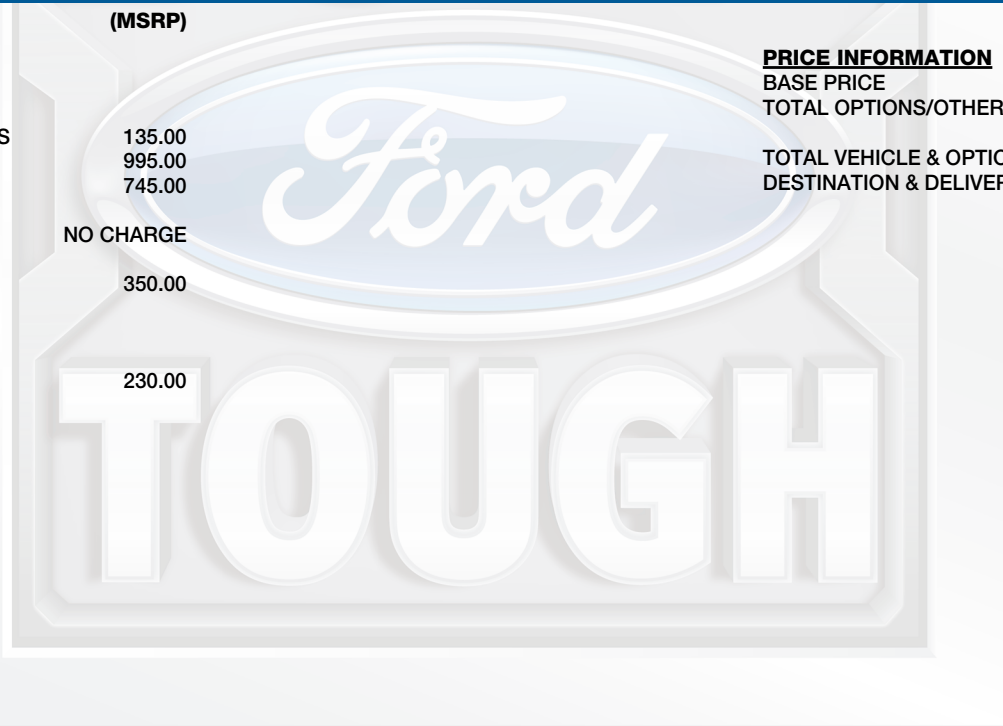 (MSRP)
S 135.00
995.00
745.00
NO CHARGE
350.00
230.00
PRICE INFORMATION
BASE PRICE
TOTAL OPTIONS/OTHER
TOTAL VEHICLE & OPTIO
DESTINATION & DELIVER
Ford
TOUGH